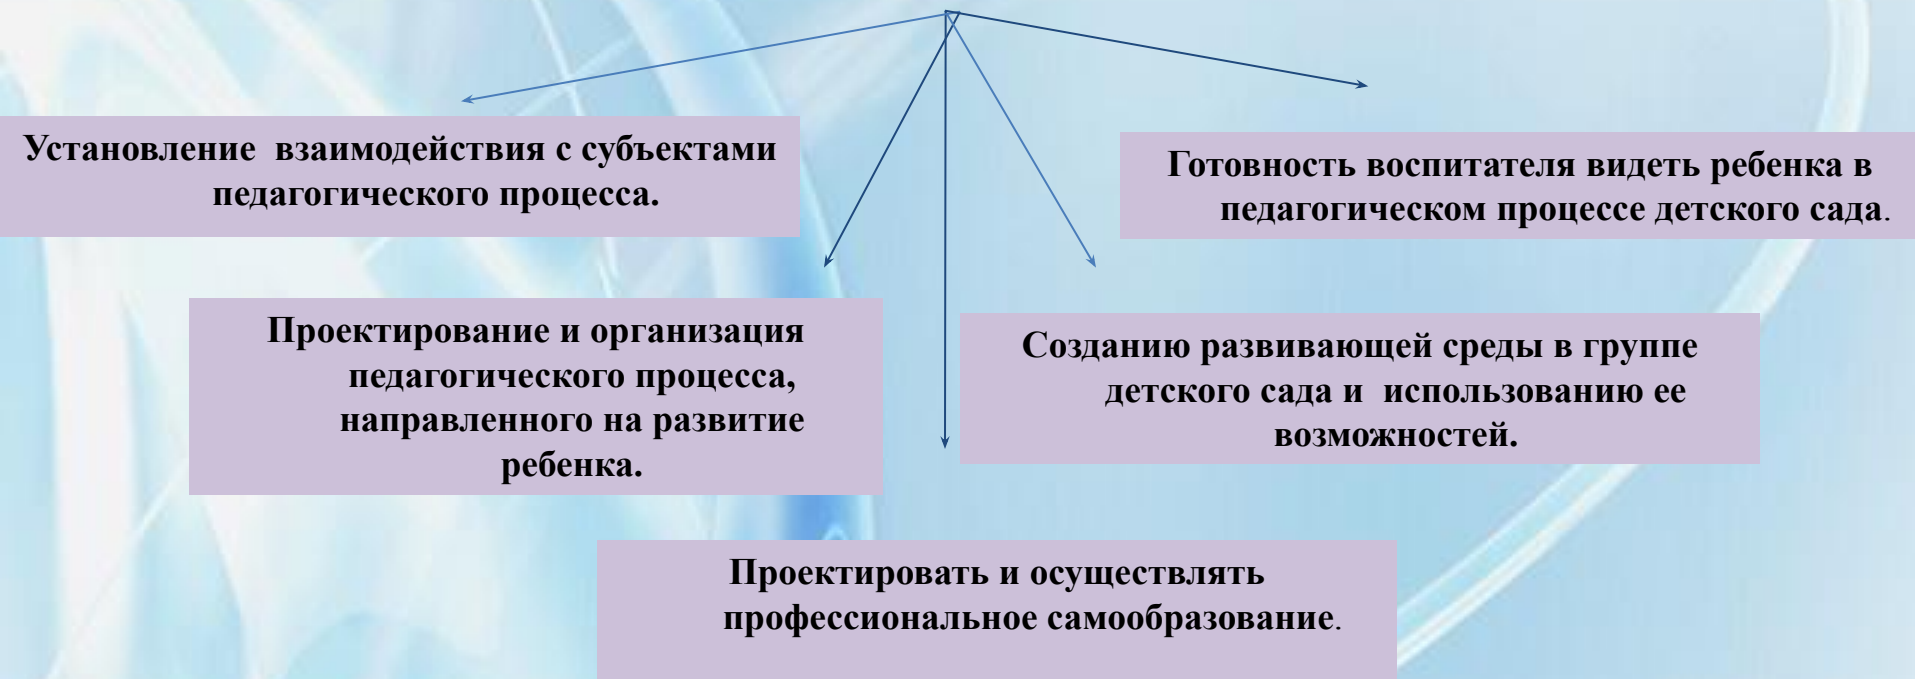 Установление  взаимодействия с субъектами
педагогического процесса.
Готовность воспитателя видеть ребенка в
педагогическом процессе детского сада.
Проектирование и организация
педагогического процесса,
направленного на развитие
ребенка.
Созданию развивающей среды в группе
детского сада и  использованию ее
возможностей.
Проектировать и осуществлять
профессиональное самообразование.